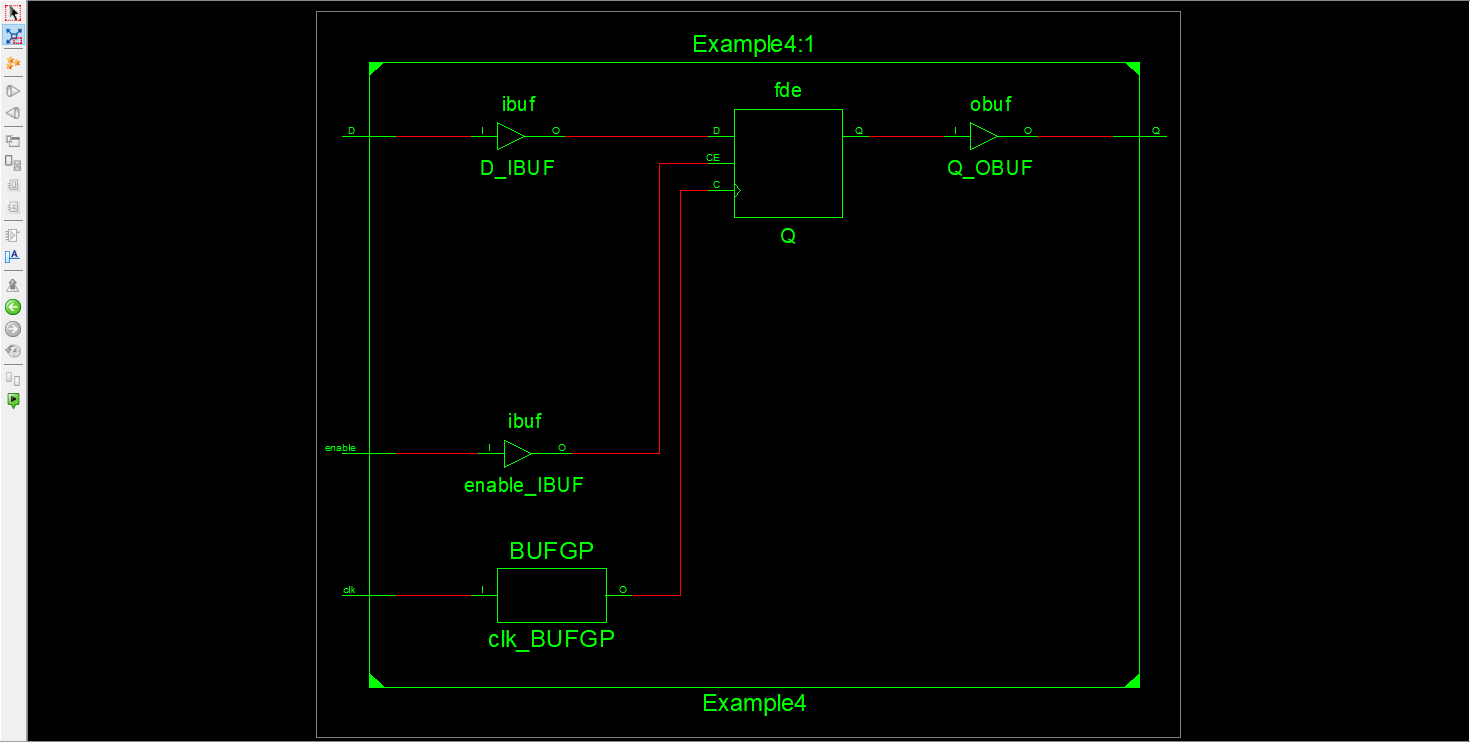 Example4:1
fde
ibuf
obuf
D
I
O
D
Q
I
O
Q
CE
D_IBUF
Q_OBUF
C
Q
ibuf
enable
I
O
enable_IBUF
BUFGP
clk
I
O
clk_BUFGP
Example4